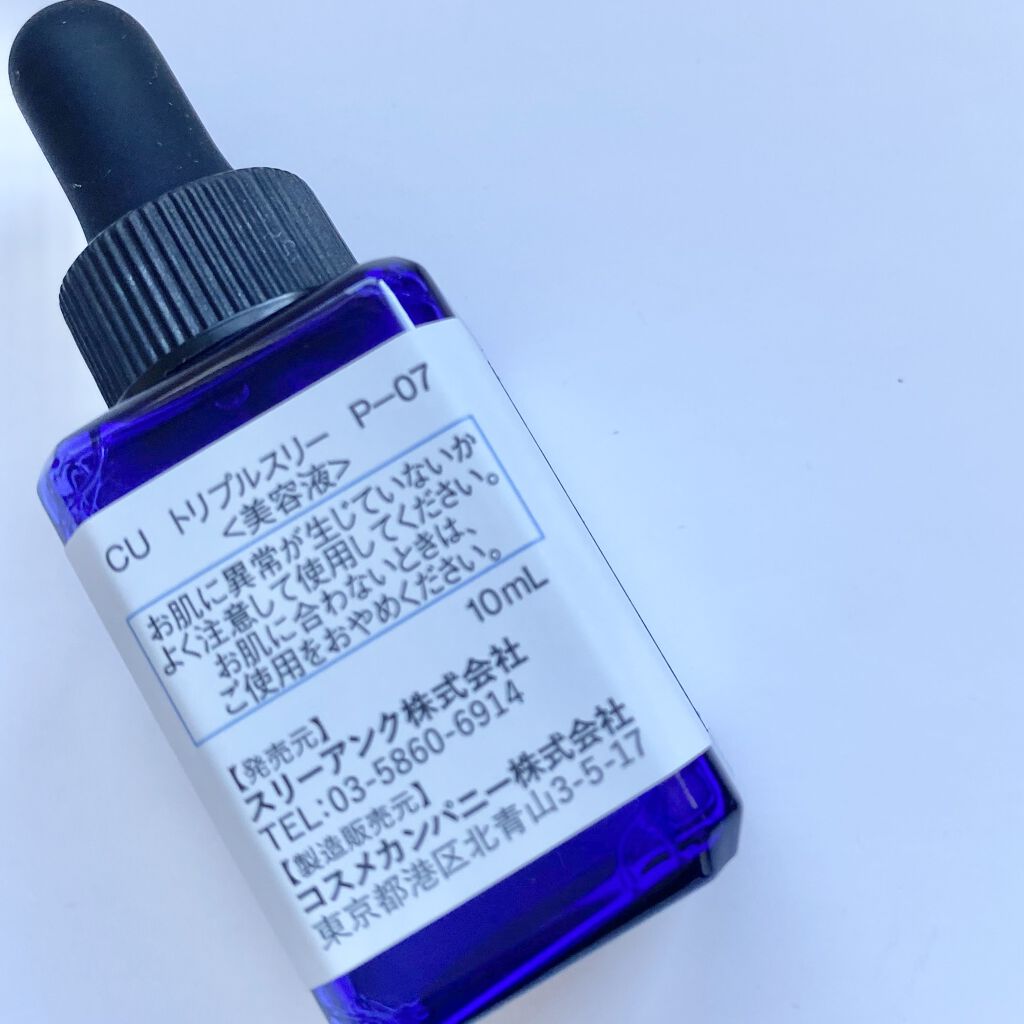 CU トリプルスリー P-07
<美容液>
お肌に異常が生じていないか
よく注意して使用してください。
お肌に合わないときは、
ご使用をおやめください。
10mL
【発売元】
スリーアンク株式会社
TEL:03-5860-6914
【製造販売元】
コスメカンパニー株式会社
東京都港区北青山3-5-17